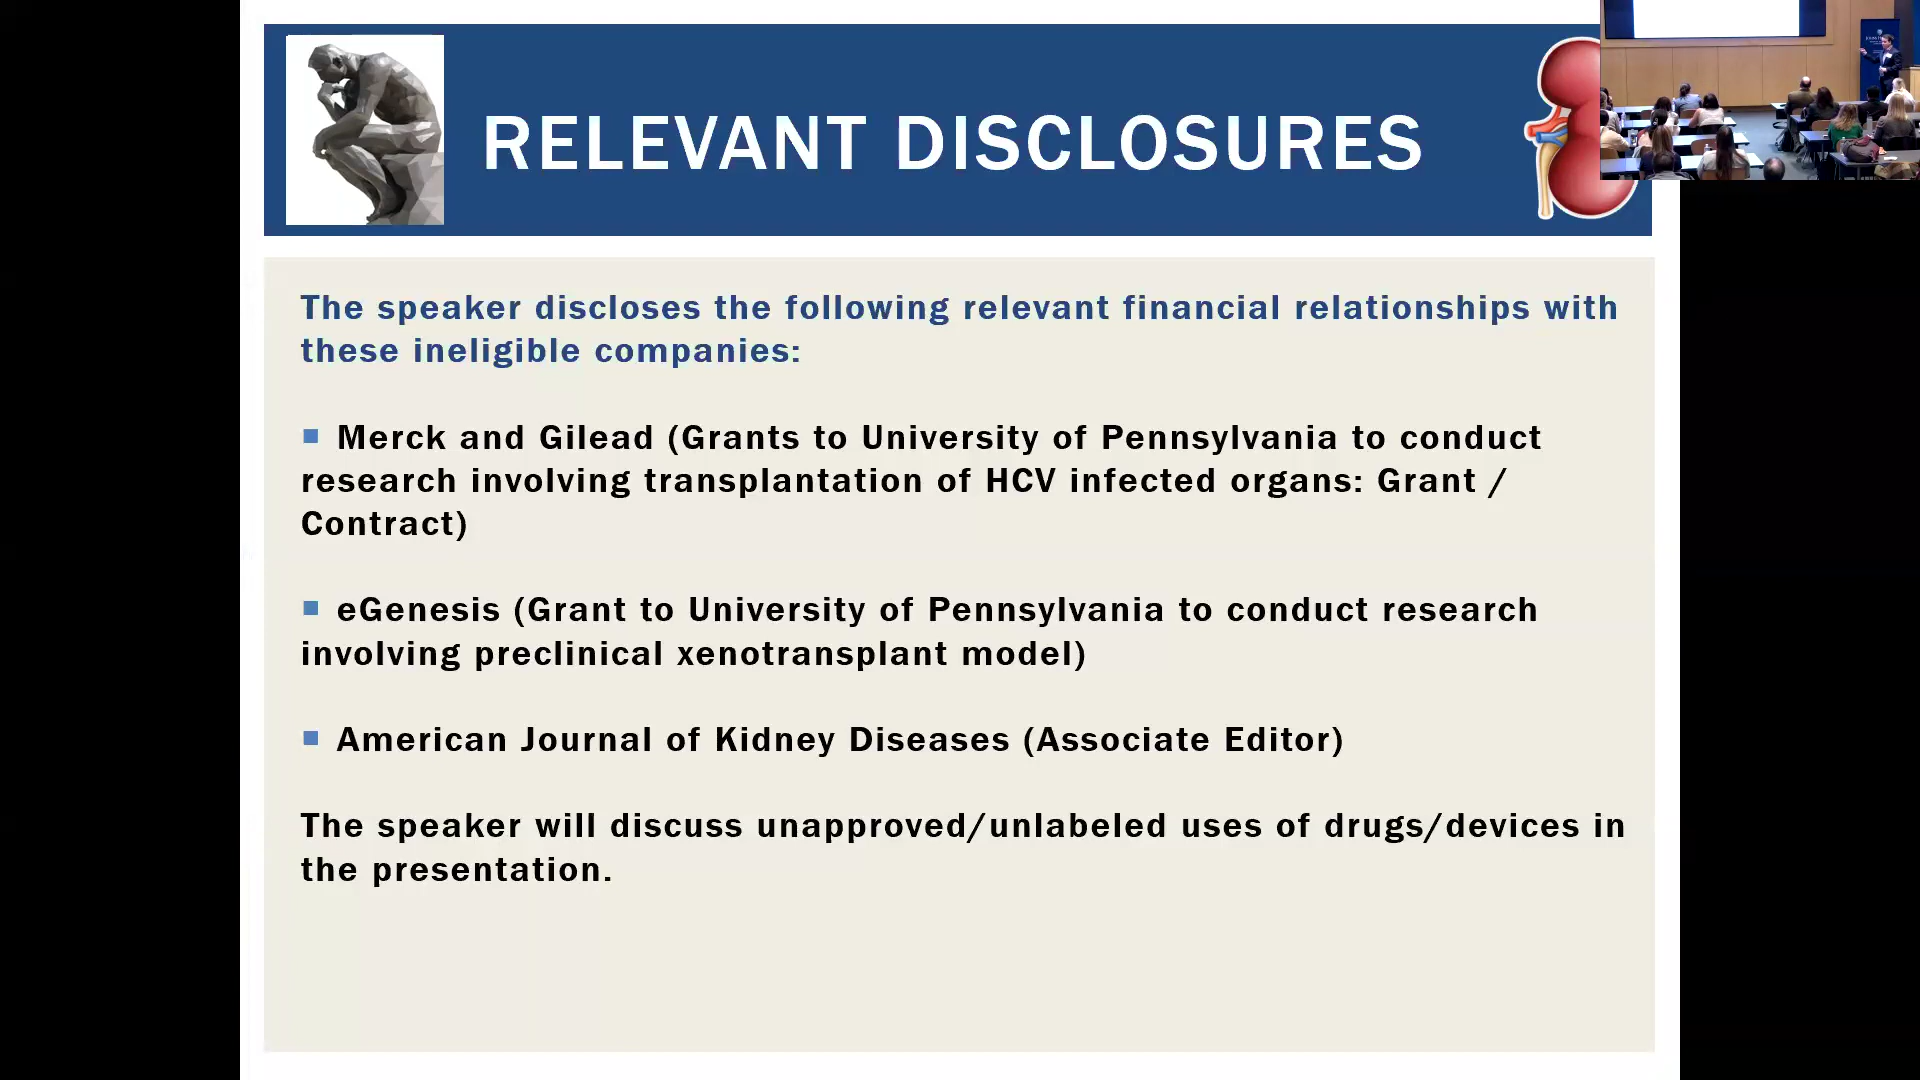 RELEVANT DISCLOSURES
The speaker discloses the following relevant financial relationships with
these ineligible companies:
Merck and Gilead (Grants to University of Pennsylvania to conduct
research involving transplantation of HCV infected organs: Grant /
Contract)
eGenesis (Grant to University of Pennsylvania to conduct research
involving preclinical xenotransplant model)
American Journal of Kidney Diseases (Associate Editor)
The speaker will discuss unapproved/unlabeled uses of drugs/devices in
the presentation.